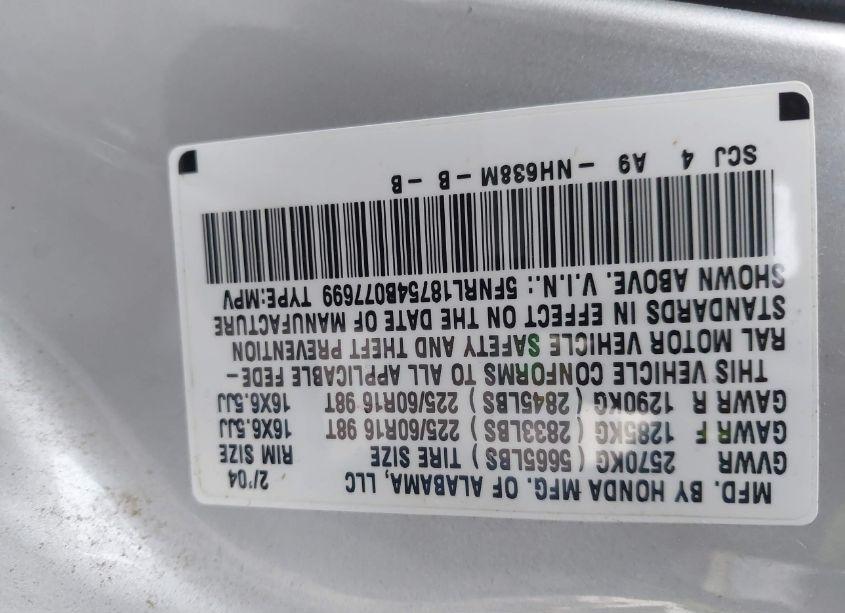 MFD. BY HONDA MFG. OF ALABAMA, LLC 2/'04
GVWR 2570KG ( 5665LBS ) TIRE SIZE RIM SIZE
GAWR F 1285KG ( 2833LBS ) 225/60R16 98T 16X6.5JJ
GAWR R 1290KG ( 2845LBS ) 225/60R16 98T 16X6.5JJ
THIS VEHICLE CONFORMS TO ALL APPLICABLE FEDE-
RAL MOTOR VEHICLE SAFETY AND THEFT PREVENTION
STANDARDS IN EFFECT ON THE DATE OF MANUFACTURE
SHOWN ABOVE. V.I.N.: 5FNRL18754B077699 TYPE:MPV
SCJ 4 A9 - NH638M - B - B